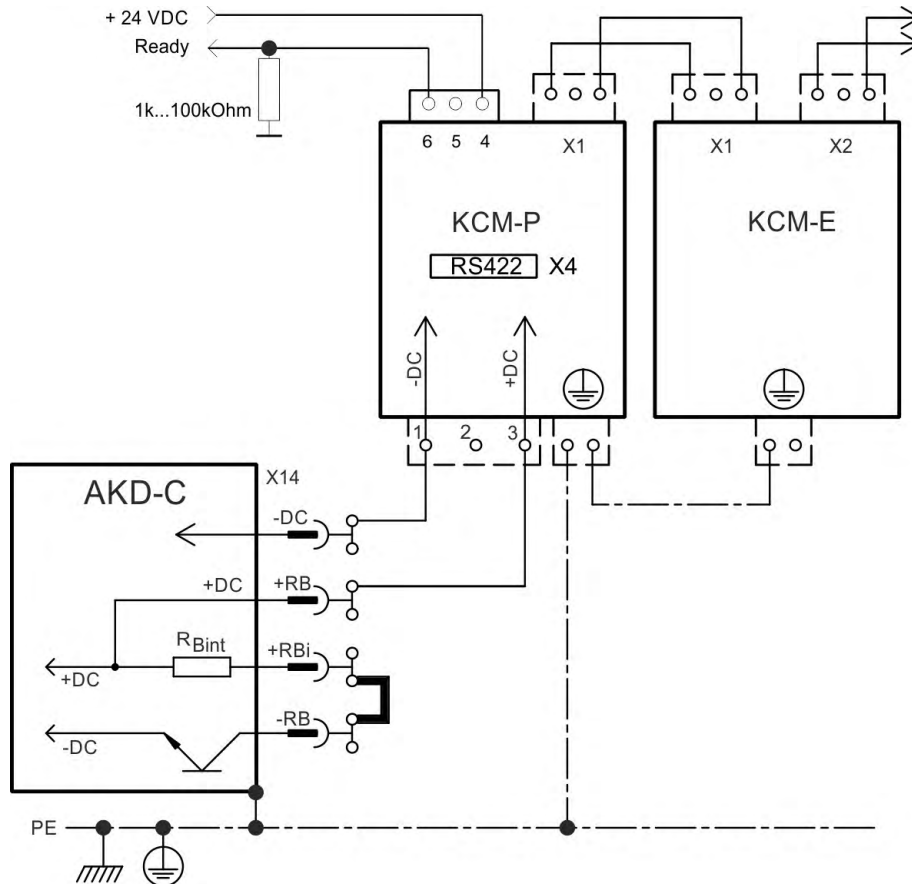 + 24 VDC
Ready
1k...100kOhm
6 5 4
X1
X1
X2
KCM-P
KCM-E
RS422 X4
-DC
+DC
1 2 3
AKD-C
X14
-DC
+DC
+RB
RBint
+RBi
+DC
-RB
-DC
PE